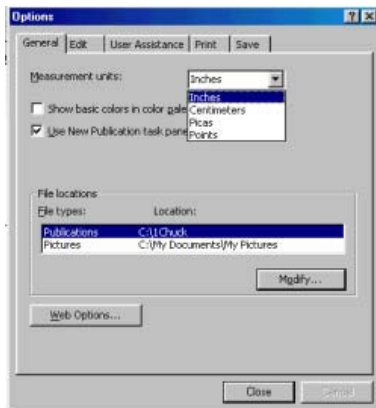 Options
General Edit User Assistance Print Save
Measurement units: Inches
Inches
Show basic colors in color pale
Centimeters
Picas
Use New Publication task pane
Points
File locations
File types: Location:
Publications C:\1Chuck
Pictures C:\My Documents\My Pictures
Modify...
Web Options...
Close Cancel